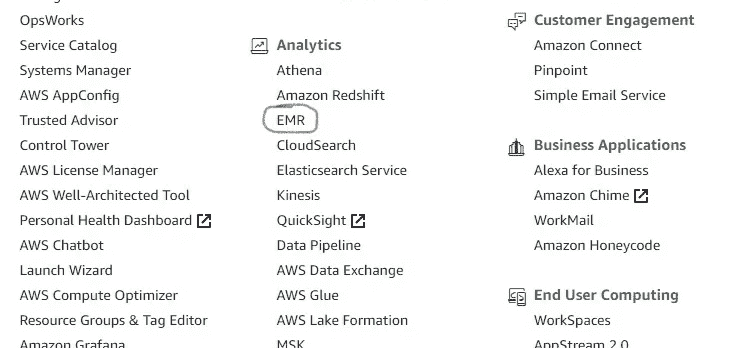 OpsWorks
Service Catalog
Systems Manager
AWS AppConfig
Trusted Advisor
Control Tower
AWS License Manager
AWS Well-Architected Tool
Personal Health Dashboard
AWS Chatbot
Launch Wizard
AWS Compute Optimizer
Resource Groups & Tag Editor
Amazon Grafana
Analytics
Athena
Amazon Redshift
EMR
CloudSearch
Elasticsearch Service
Kinesis
QuickSight
Data Pipeline
AWS Data Exchange
AWS Glue
AWS Lake Formation
MSK
Customer Engagement
Amazon Connect
Pinpoint
Simple Email Service
Business Applications
Alexa for Business
Amazon Chime
WorkMail
Amazon Honeycode
End User Computing
WorkSpaces
AppStream 2.0